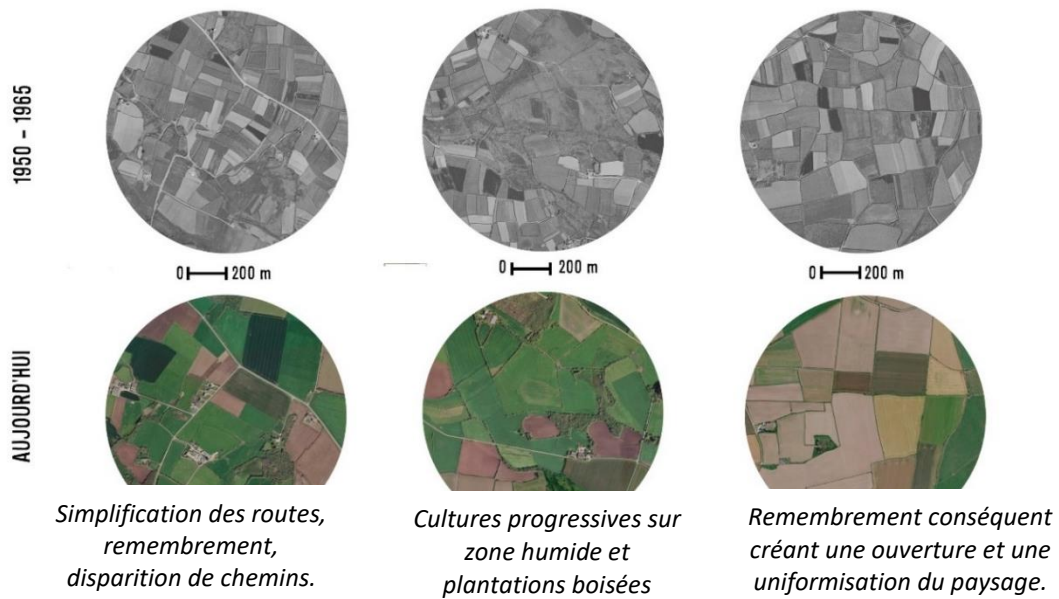 1950 - 1965
0 200 m
0 200 m
0 200 m
AUJOURD'HUI
Simplification des routes,
remembrement,
disparition de chemins.
Cultures progressives sur
zone humide et
plantations boisées
Remembrement conséquent
créant une ouverture et une
uniformisation du paysage.